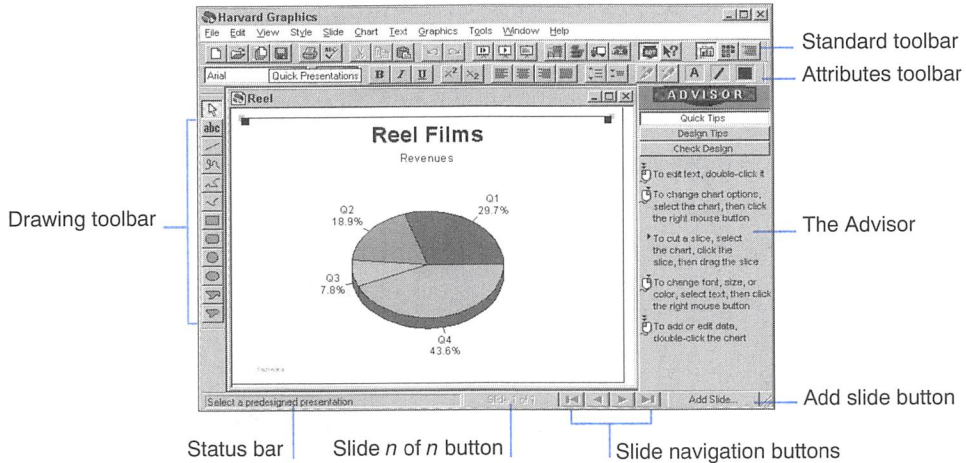 Harvard Graphics
File Edit View Style Slide Chart Text Graphics Tools Window Help
Standard toolbar
Arial Quick Presentations B I U X² X₂ A
Attributes toolbar
Reel
ADVISOR
Quick Tips
Design Tips
Check Design
abc
Reel Films
Revenues
To edit text, double-click it
To change chart options,
select the chart, then click
the right mouse button
Q1
29.7%
Q2
18.9%
Drawing toolbar
The Advisor
To cut a slice, select
the chart, click the
slice, then drag the slice
Q3
7.8%
To change font, size, or
color, select text, then click
the right mouse button
To add or edit data,
double-click the chart
Q4
43.6%
Select a predesigned presentation
Slide 1 of 1
Add Slide...
Add slide button
Status bar
Slide n of n button
Slide navigation buttons